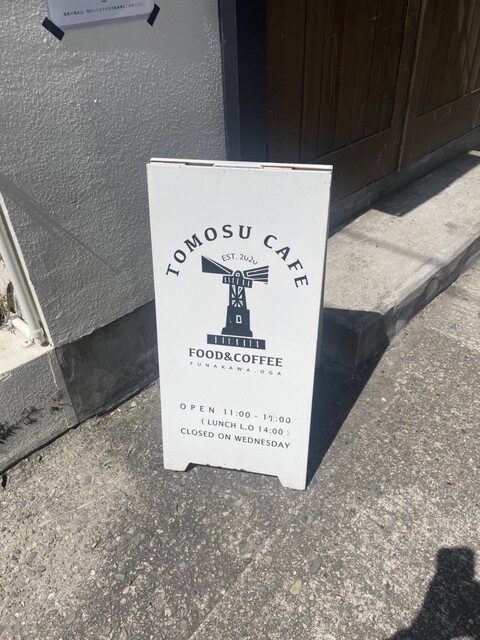 TOMOSU CAFE
EST. 2020
FOOD&COFFEE
FUNAKAWA.OGA
OPEN 11:00 - 17:00
( LUNCH L.O 14:00 )
CLOSED ON WEDNESDAY